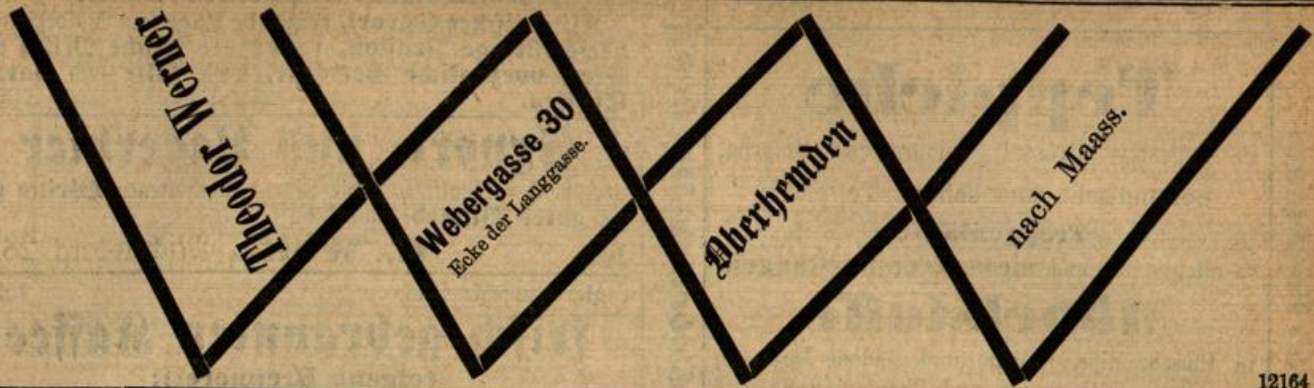 Theodor Werner
Webergasse 30
Ecke der Langgasse.
Oberhemden
nach Maass.
12164